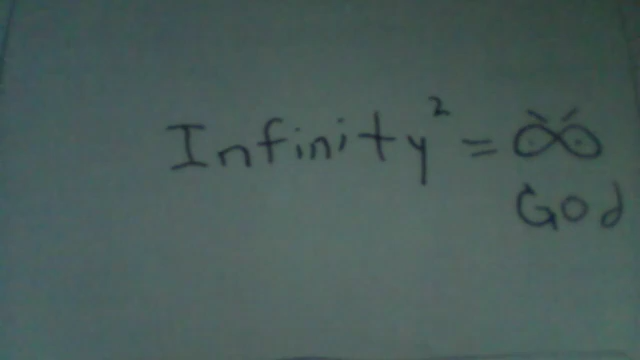 Infinity² = ∞
God